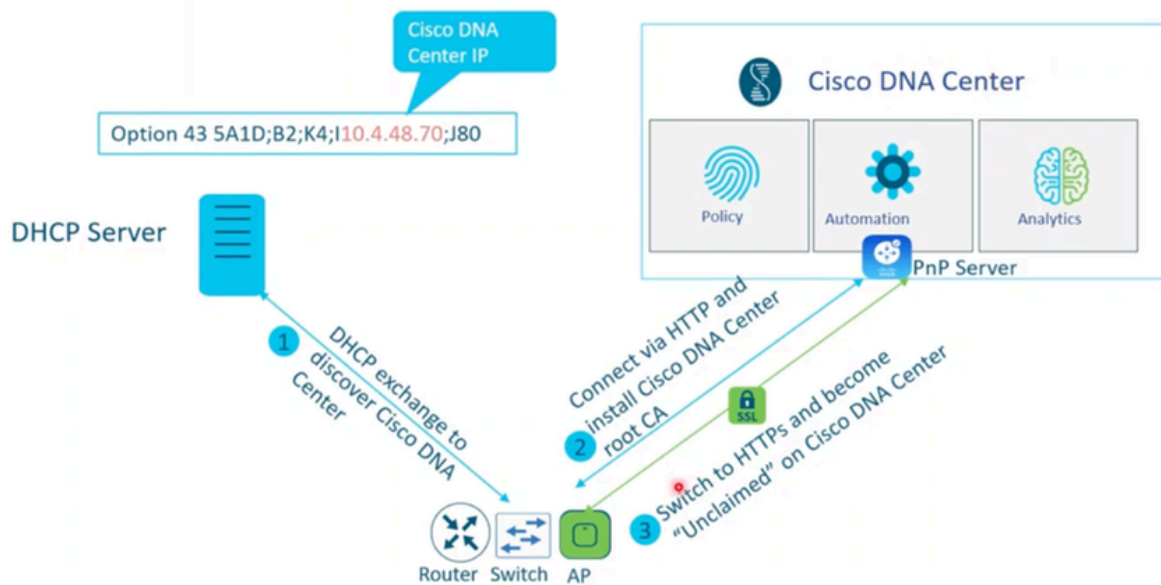 Cisco DNA
Center IP
Option 43 5A1D;B2;K4;I10.4.48.70;J80
DHCP Server
Cisco DNA Center
Policy
Automation
Analytics
PnP Server
1
DHCP exchange to
discover Cisco DNA
Center
2
Connect via HTTP and
install Cisco DNA Center
root CA
SSL
3
Switch to HTTPs and become
"Unclaimed" on Cisco DNA Center
Router
Switch
AP